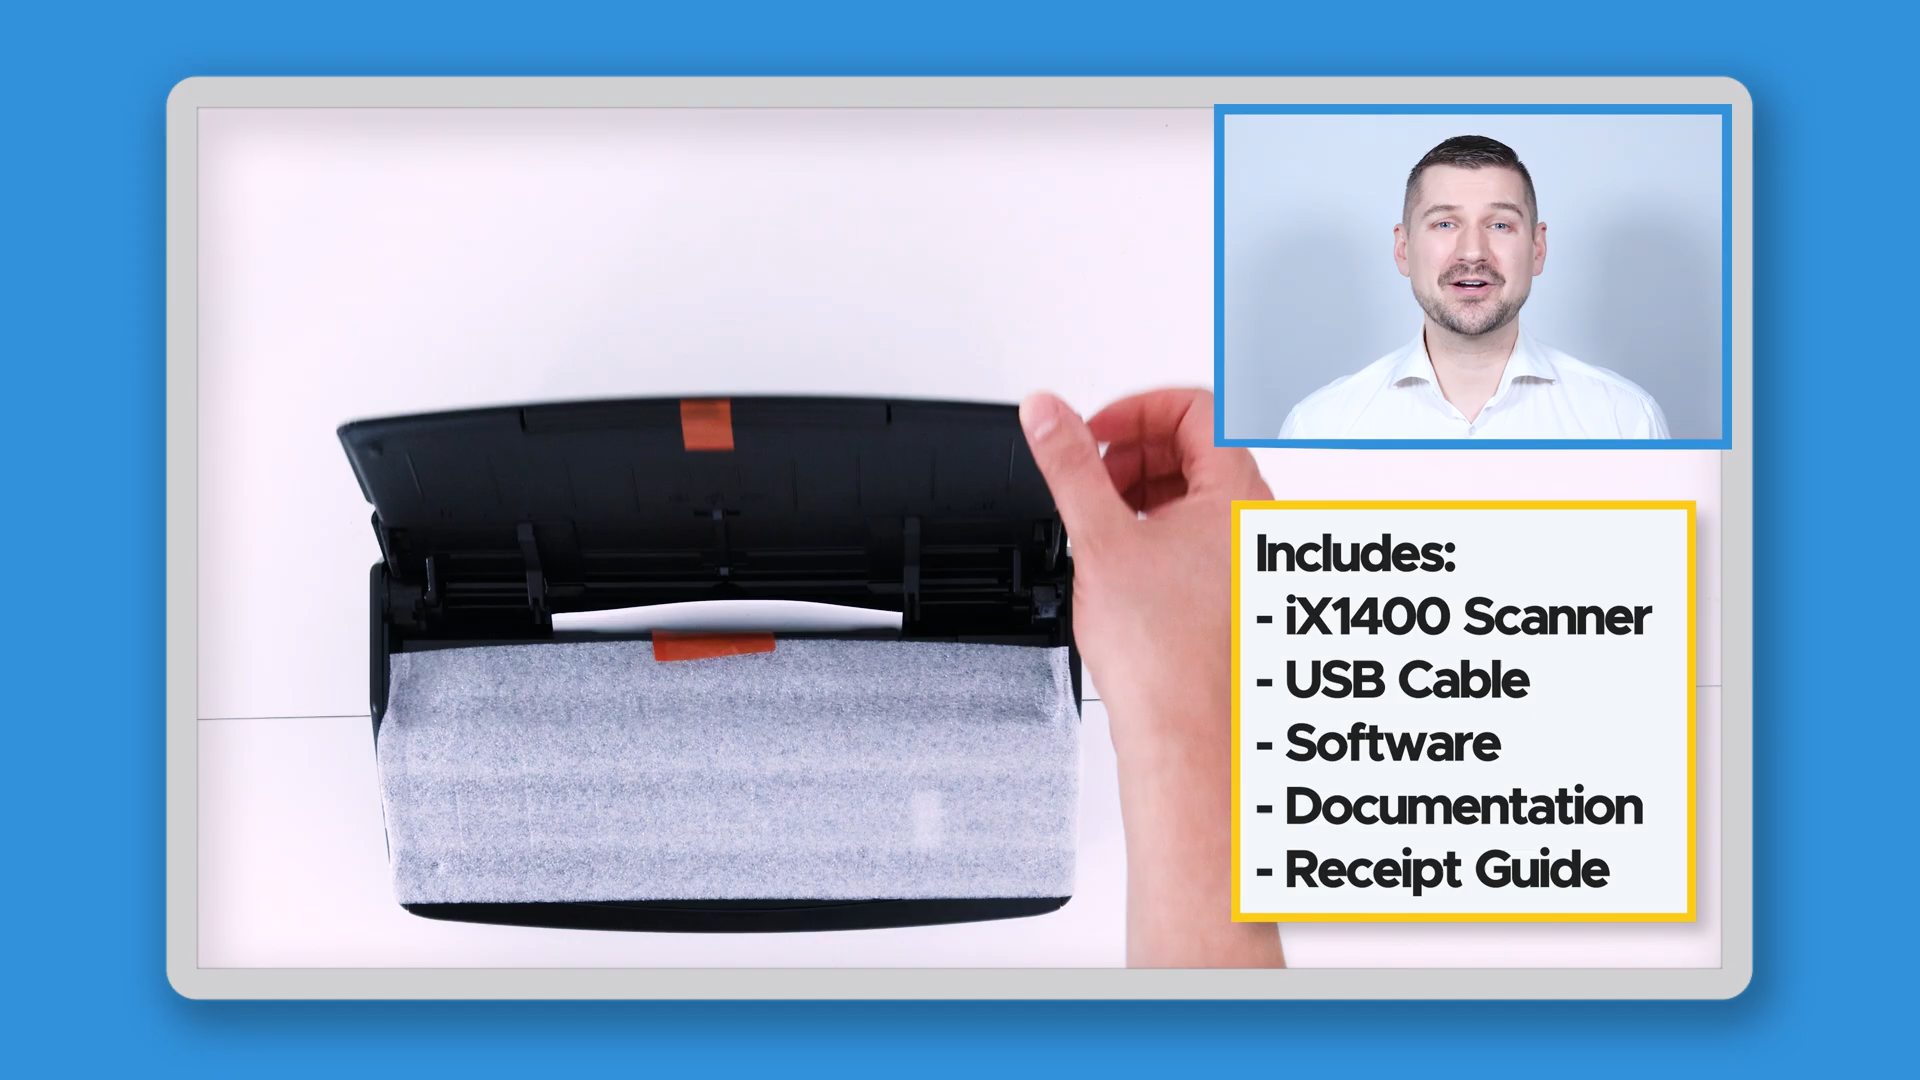 Includes:
- iX1400 Scanner
- USB Cable
- Software
- Documentation
- Receipt Guide